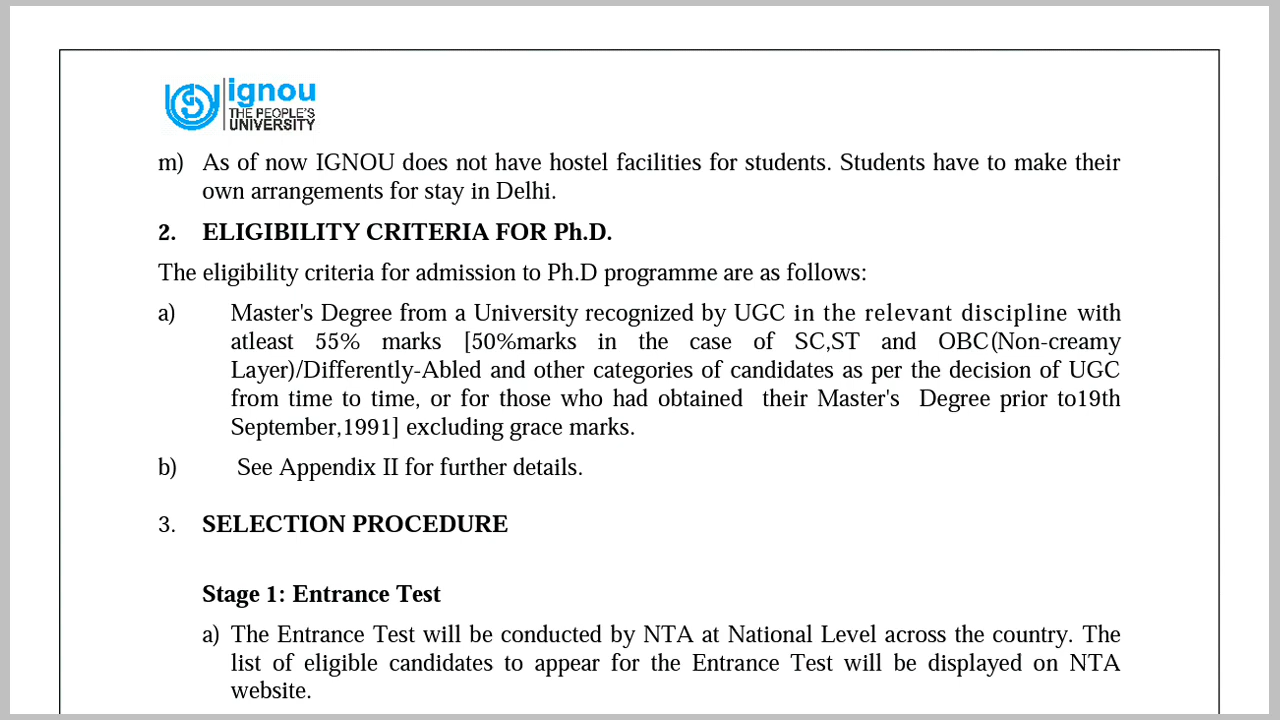 ignou
THE PEOPLE'S
UNIVERSITY
m) As of now IGNOU does not have hostel facilities for students. Students have to make their
own arrangements for stay in Delhi.
2. ELIGIBILITY CRITERIA FOR Ph.D.
The eligibility criteria for admission to Ph.D programme are as follows:
a) Master's Degree from a University recognized by UGC in the relevant discipline with
atleast 55% marks [50%marks in the case of SC,ST and OBC(Non-creamy
Layer)/Differently-Abled and other categories of candidates as per the decision of UGC
from time to time, or for those who had obtained their Master's Degree prior to19th
September,1991] excluding grace marks.
b) See Appendix II for further details.
3. SELECTION PROCEDURE
Stage 1: Entrance Test
a) The Entrance Test will be conducted by NTA at National Level across the country. The
list of eligible candidates to appear for the Entrance Test will be displayed on NTA
website.